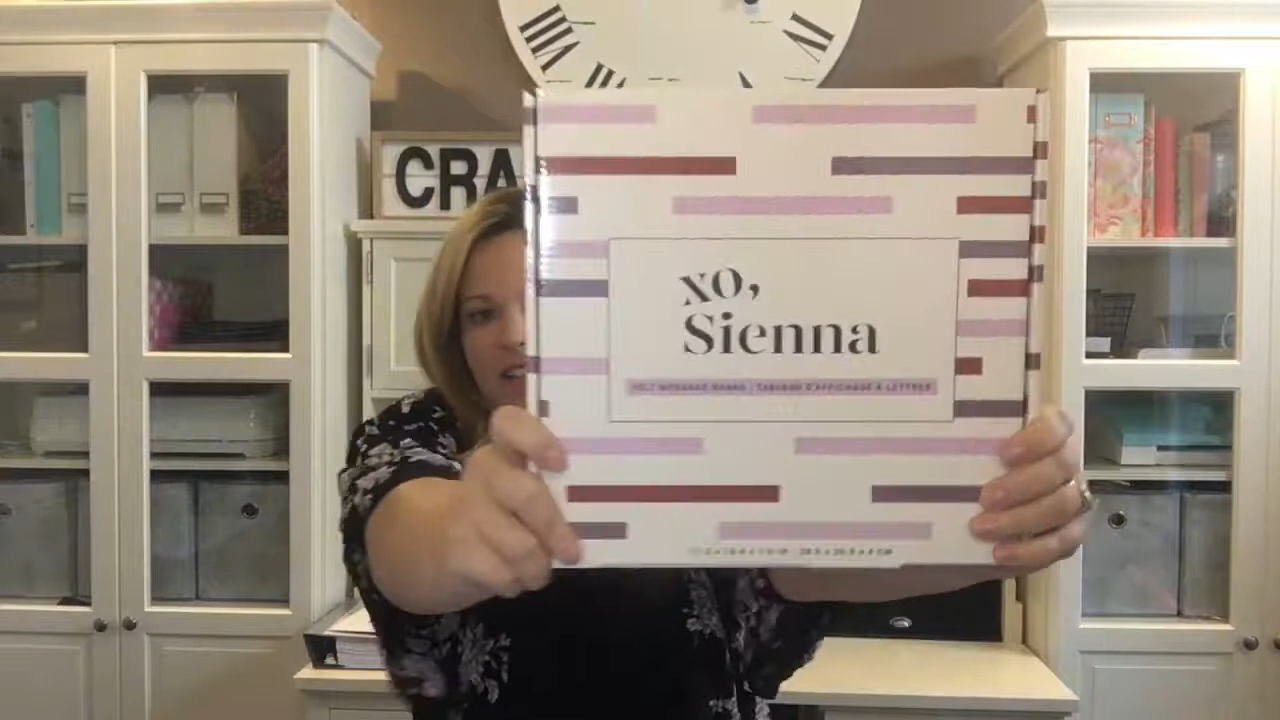 CRA
xo,
Sienna
FELT MESSAGE BOARD | TABLEAU D'AFFICHAGE À LETTRES